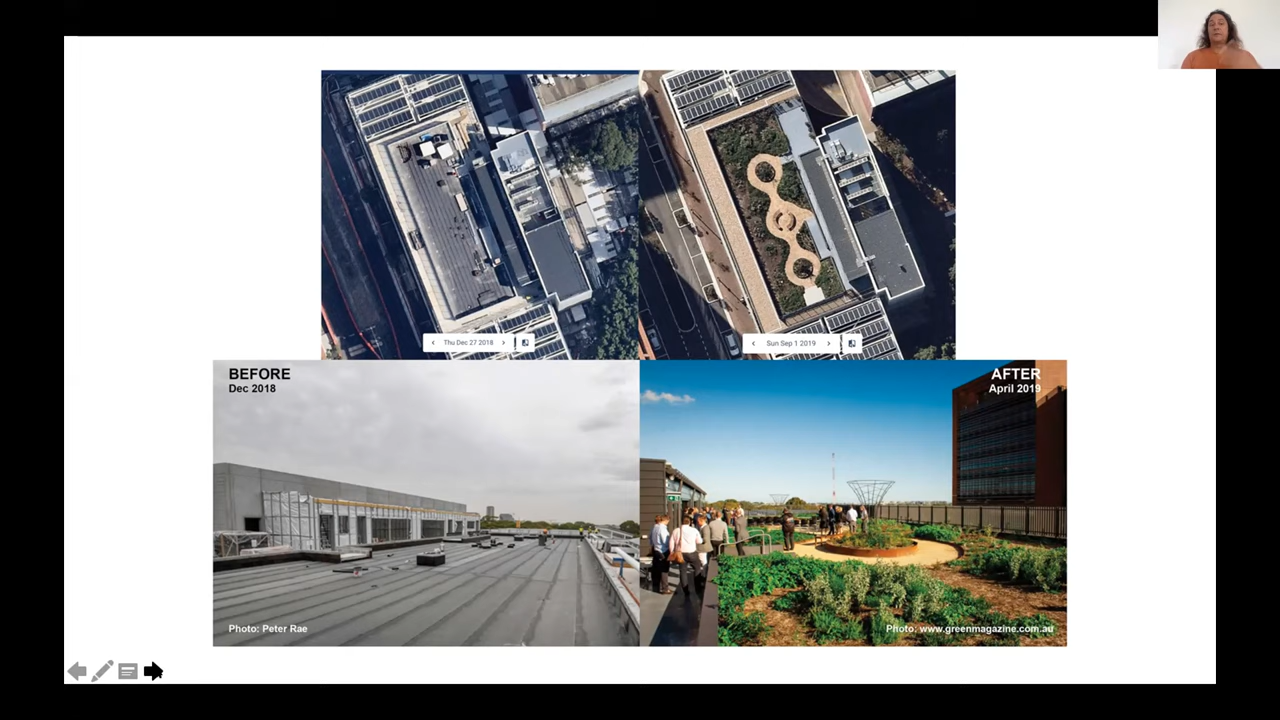 Thu Dec 27 2018
Sun Sep 1 2019
BEFORE
Dec 2018
AFTER
April 2019
Photo: Peter Rae
Photo: www.greenmagazine.com.au